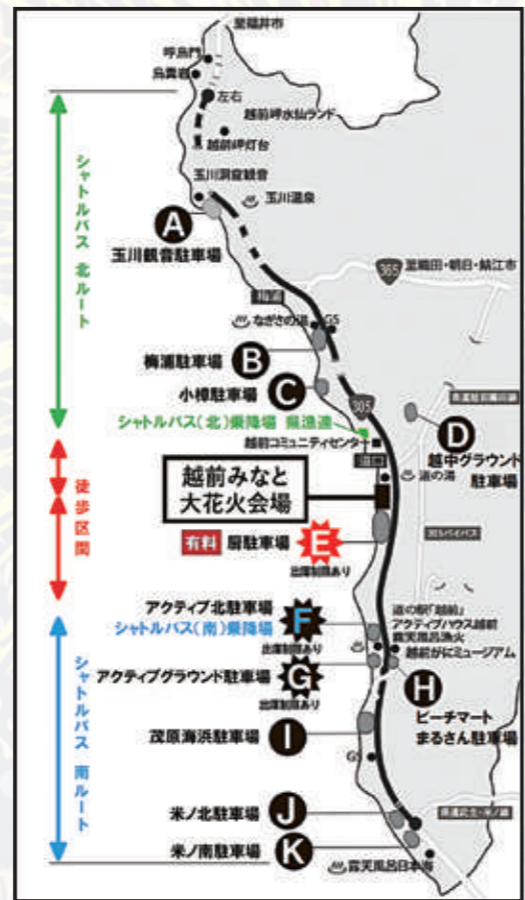 至福井市
呼鳥門
鳥糞岩
左右
越前岬水仙ランド
越前岬灯台
玉川洞窟観音
玉川温泉
A
玉川観音駐車場
シャトルバス 北ルート
365
至織田・朝日・鯖江市
梅浦
なぎさの湯
GS
B
梅浦駐車場
C
小樟駐車場
305
シャトルバス(北)乗降場 県漁連
越前コミュニティセンター
D
越中グラウンド
駐車場
道の湯
徒歩区間
越前みなと
大花火会場
有料
厨駐車場
E
出庫制限あり
305バイパス
アクティブ北駐車場
シャトルバス(南)乗降場
F
出庫制限あり
道の駅「越前」
アクティブハウス越前
露天風呂漁火
越前がにミュージアム
アクティブグラウンド駐車場
G
出庫制限あり
H
ビーチマート
まるさん駐車場
シャトルバス 南ルート
I
茂原海浜駐車場
J
米ノ北駐車場
K
米ノ南駐車場
露天風呂日本海